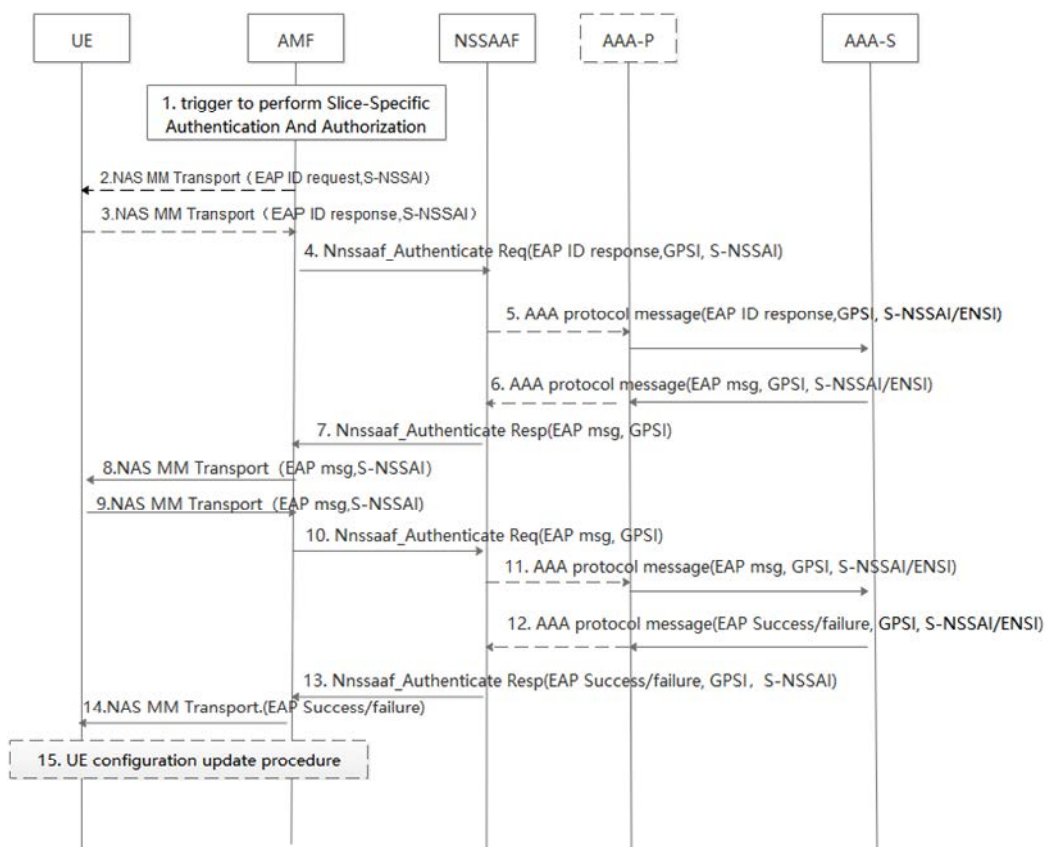 UE
AMF
NSSAAF
AAA-P
AAA-S
1. trigger to perform Slice-Specific
Authentication And Authorization
2.NAS MM Transport（EAP ID request,S-NSSAI）
3.NAS MM Transport（EAP ID response,S-NSSAI）
4. Nnssaaf_Authenticate Req(EAP ID response,GPSI, S-NSSAI)
5. AAA protocol message(EAP ID response,GPSI, S-NSSAI/ENSI)
6. AAA protocol message(EAP msg, GPSI, S-NSSAI/ENSI)
7. Nnssaaf_Authenticate Resp(EAP msg, GPSI)
8.NAS MM Transport（EAP msg,S-NSSAI）
9.NAS MM Transport（EAP msg,S-NSSAI）
10. Nnssaaf_Authenticate Req(EAP msg, GPSI)
11. AAA protocol message(EAP msg, GPSI, S-NSSAI/ENSI)
12. AAA protocol message(EAP Success/failure, GPSI, S-NSSAI/ENSI)
13. Nnssaaf_Authenticate Resp(EAP Success/failure, GPSI，S-NSSAI)
14.NAS MM Transport.(EAP Success/failure)
15. UE configuration update procedure